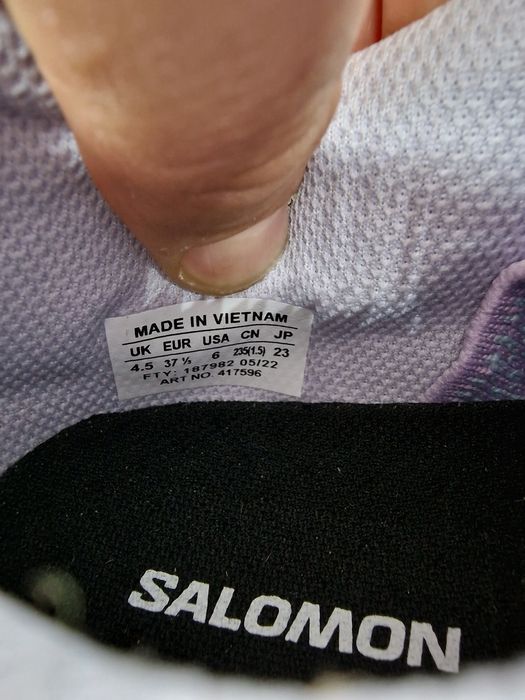 MADE IN VIETNAM
UK EUR USA CN JP
4.5 37 ⅓ 6 235(1.5) 23
FTY: 187982 05/22
ART NO. 417596
SALOMON